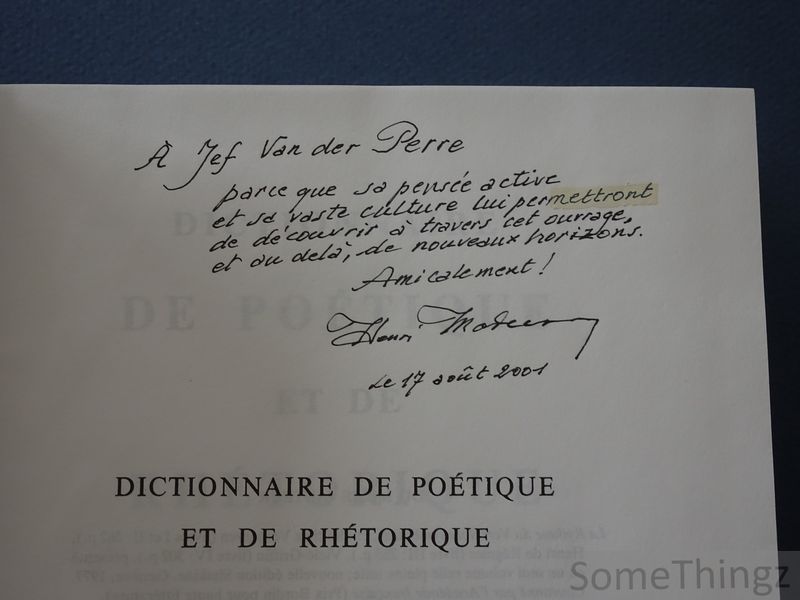 À Jef Van der Perre
parce que sa pensée active
et sa vaste culture lui permettront
de découvrir à travers cet ouvrage,
et au delà, de nouveaux horizons.
Amicalement !
Henri
le 17 août 2001
DICTIONNAIRE DE POÉTIQUE
ET DE RHÉTORIQUE
SomeThingz